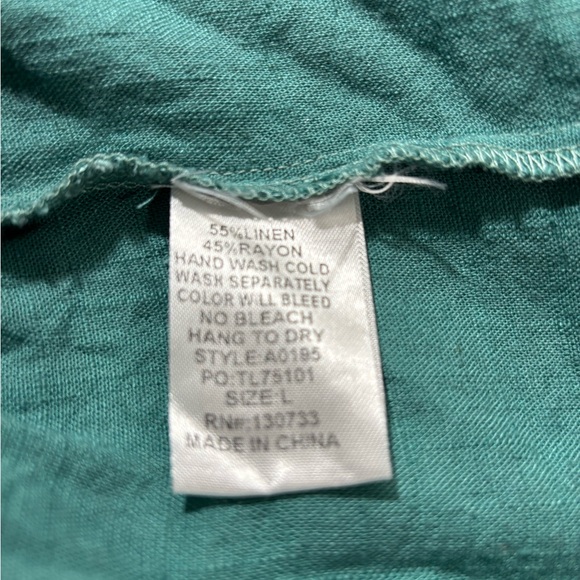 55%LINEN
45%RAYON
HAND WASH COLD
WASH SEPARATELY
COLOR WILL BLEED
NO BLEACH
HANG TO DRY
STYLE:A0195
PO:TL75101
SIZE:L
RN#:130733
MADE IN CHINA